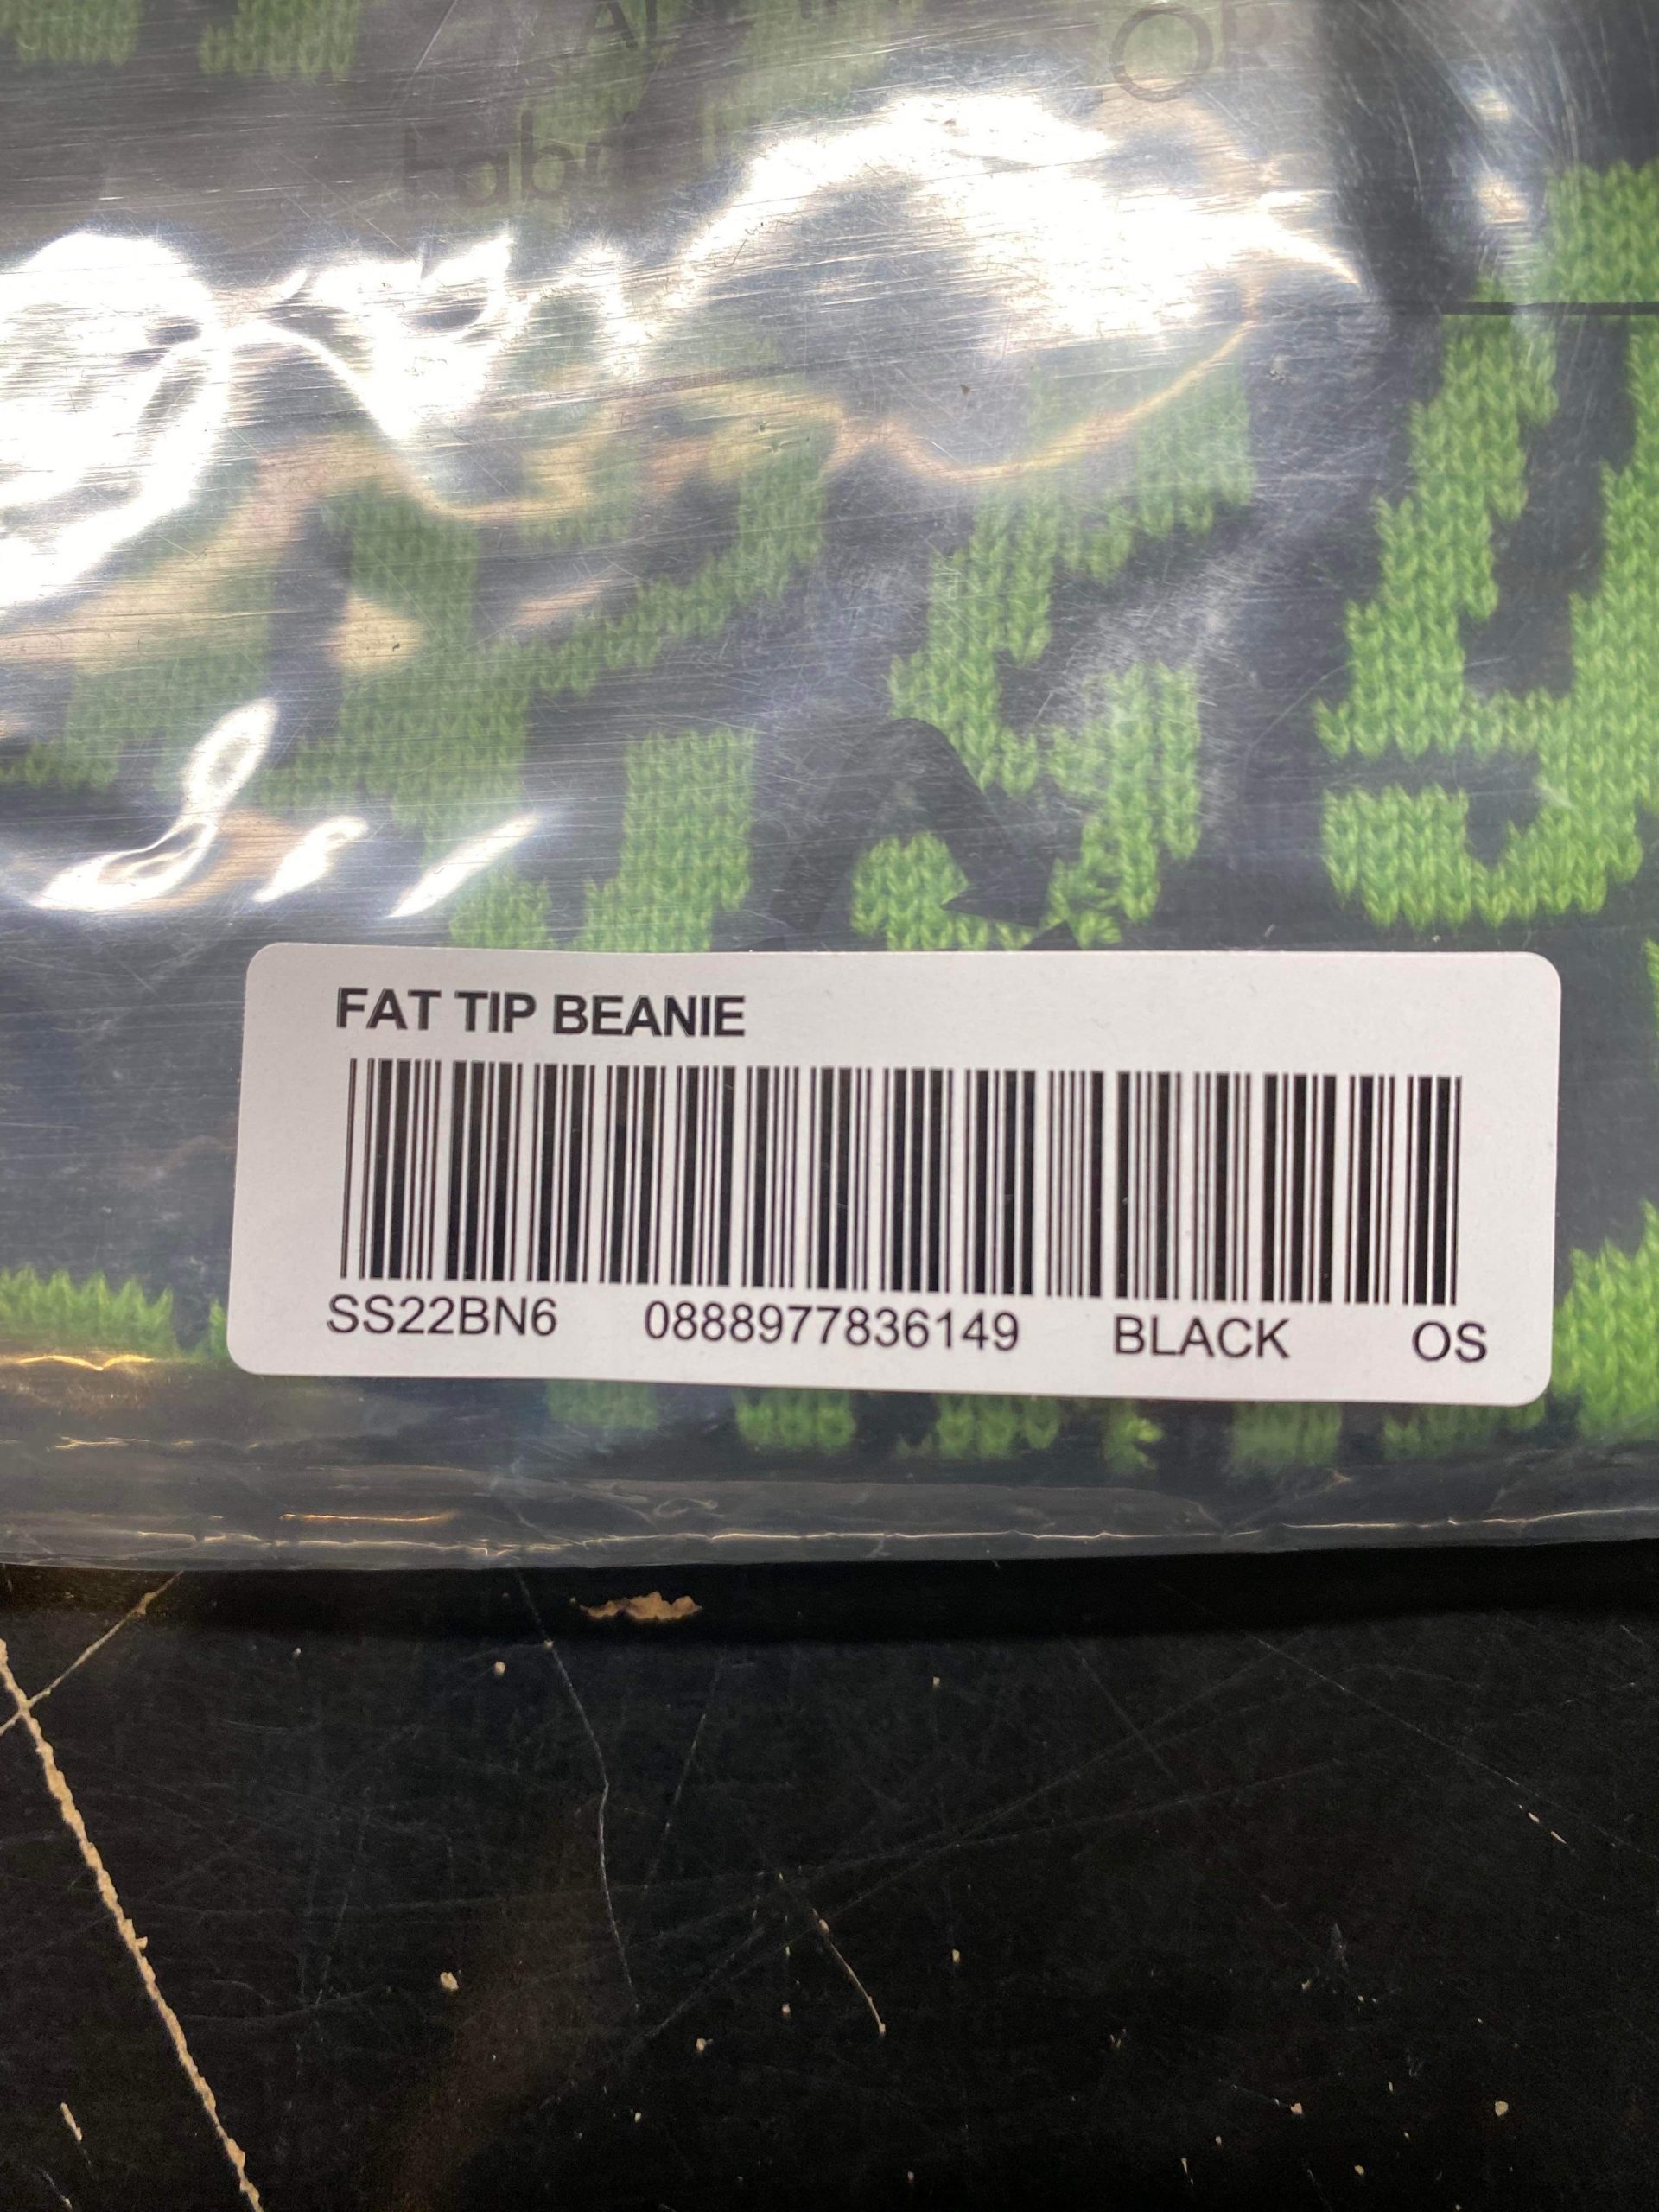 FAT TIP BEANIE
SS22BN6 0888977836149 BLACK OS